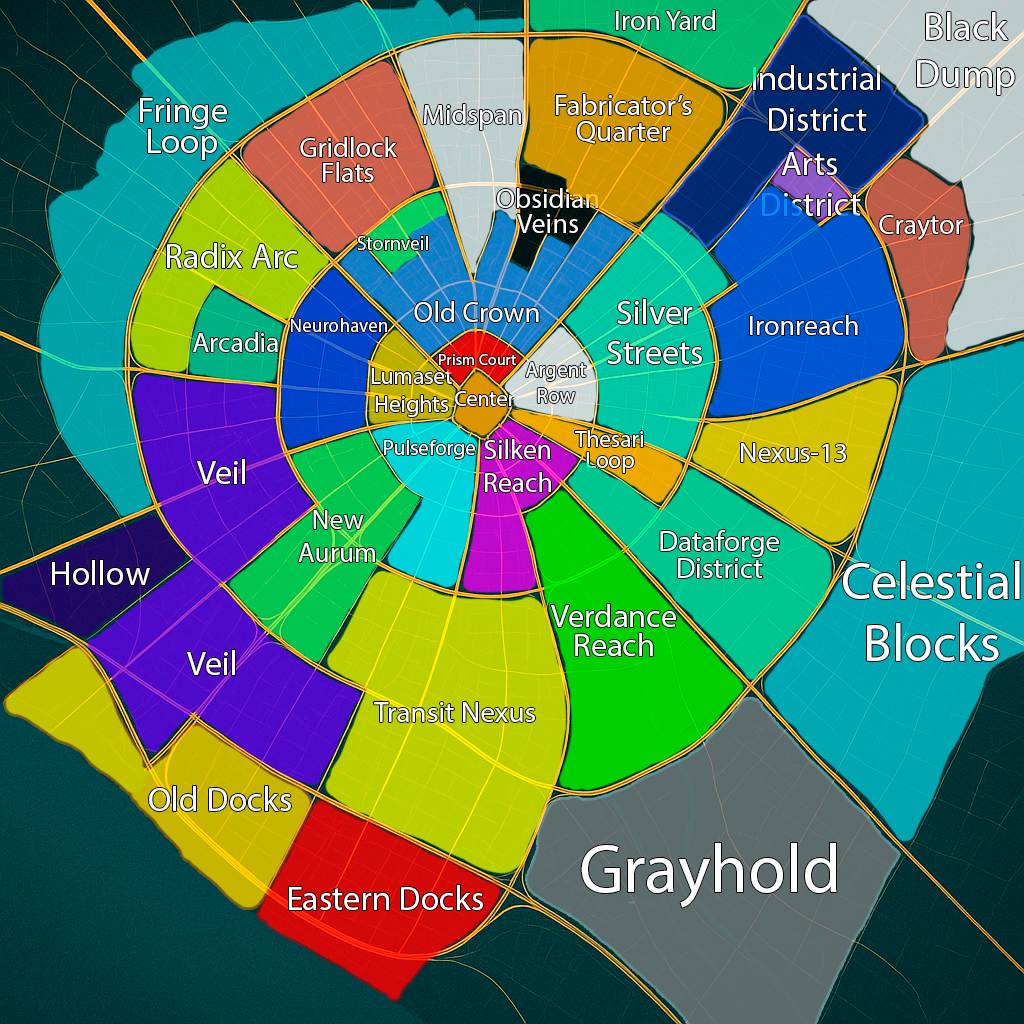 Iron Yard
Black
Dump
Industrial
District
Fringe
Loop
Midspan
Fabricator's
Quarter
Gridlock
Flats
Arts
District
Obsidian
Veins
Craytor
Stornveil
Radix Arc
Old Crown
Silver
Streets
Ironreach
Neurohaven
Arcadia
Prism Court
Argent
Row
Lumaset
Heights
Center
Pulseforge
Silken
Reach
Thesari
Loop
Nexus-13
Veil
New
Aurum
Dataforge
District
Hollow
Celestial
Blocks
Verdance
Reach
Veil
Transit Nexus
Old Docks
Grayhold
Eastern Docks